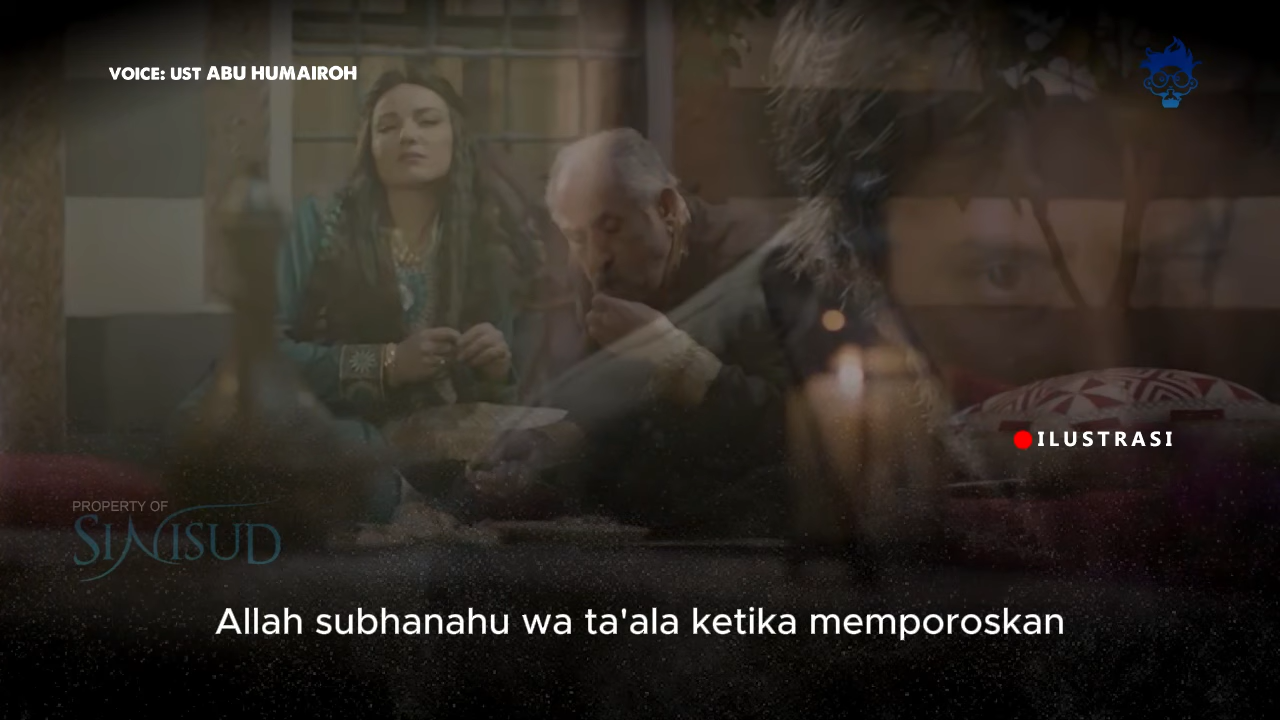 VOICE: UST ABU HUMAIROH
ILUSTRASI
PROPERTY OF
SINISUD
Allah subhanahu wa ta'ala ketika memporoskan